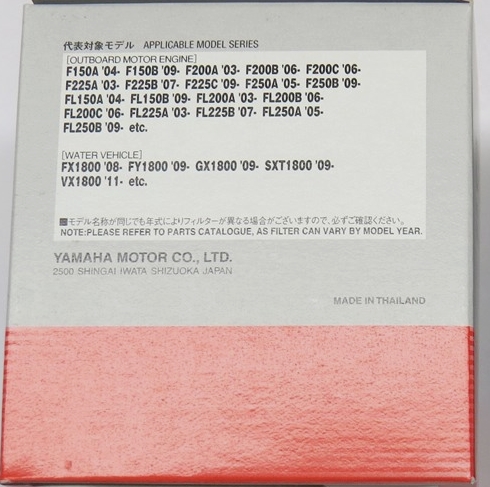 代表対象モデル APPLICABLE MODEL SERIES
[OUTBOARD MOTOR ENGINE]
F150A '04- F150B '09- F200A '03- F200B '06- F200C '06-
F225A '03- F225B '07- F225C '09- F250A '05- F250B '09-
FL150A '04- FL150B '09- FL200A '03- FL200B '06-
FL200C '06- FL225A '03- FL225B '07- FL250A '05-
FL250B '09- etc.
[WATER VEHICLE]
FX1800 '08- FY1800 '09- GX1800 '09- SXT1800 '09-
VX1800 '11- etc.
■モデル名称が同じでも年式によりフィルターが異なる場合がございますので、必ずご確認ください。
NOTE:PLEASE REFER TO PARTS CATALOGUE, AS FILTER CAN VARY BY MODEL YEAR.
YAMAHA MOTOR CO., LTD.
2500 SHINGAI IWATA SHIZUOKA JAPAN
MADE IN THAILAND